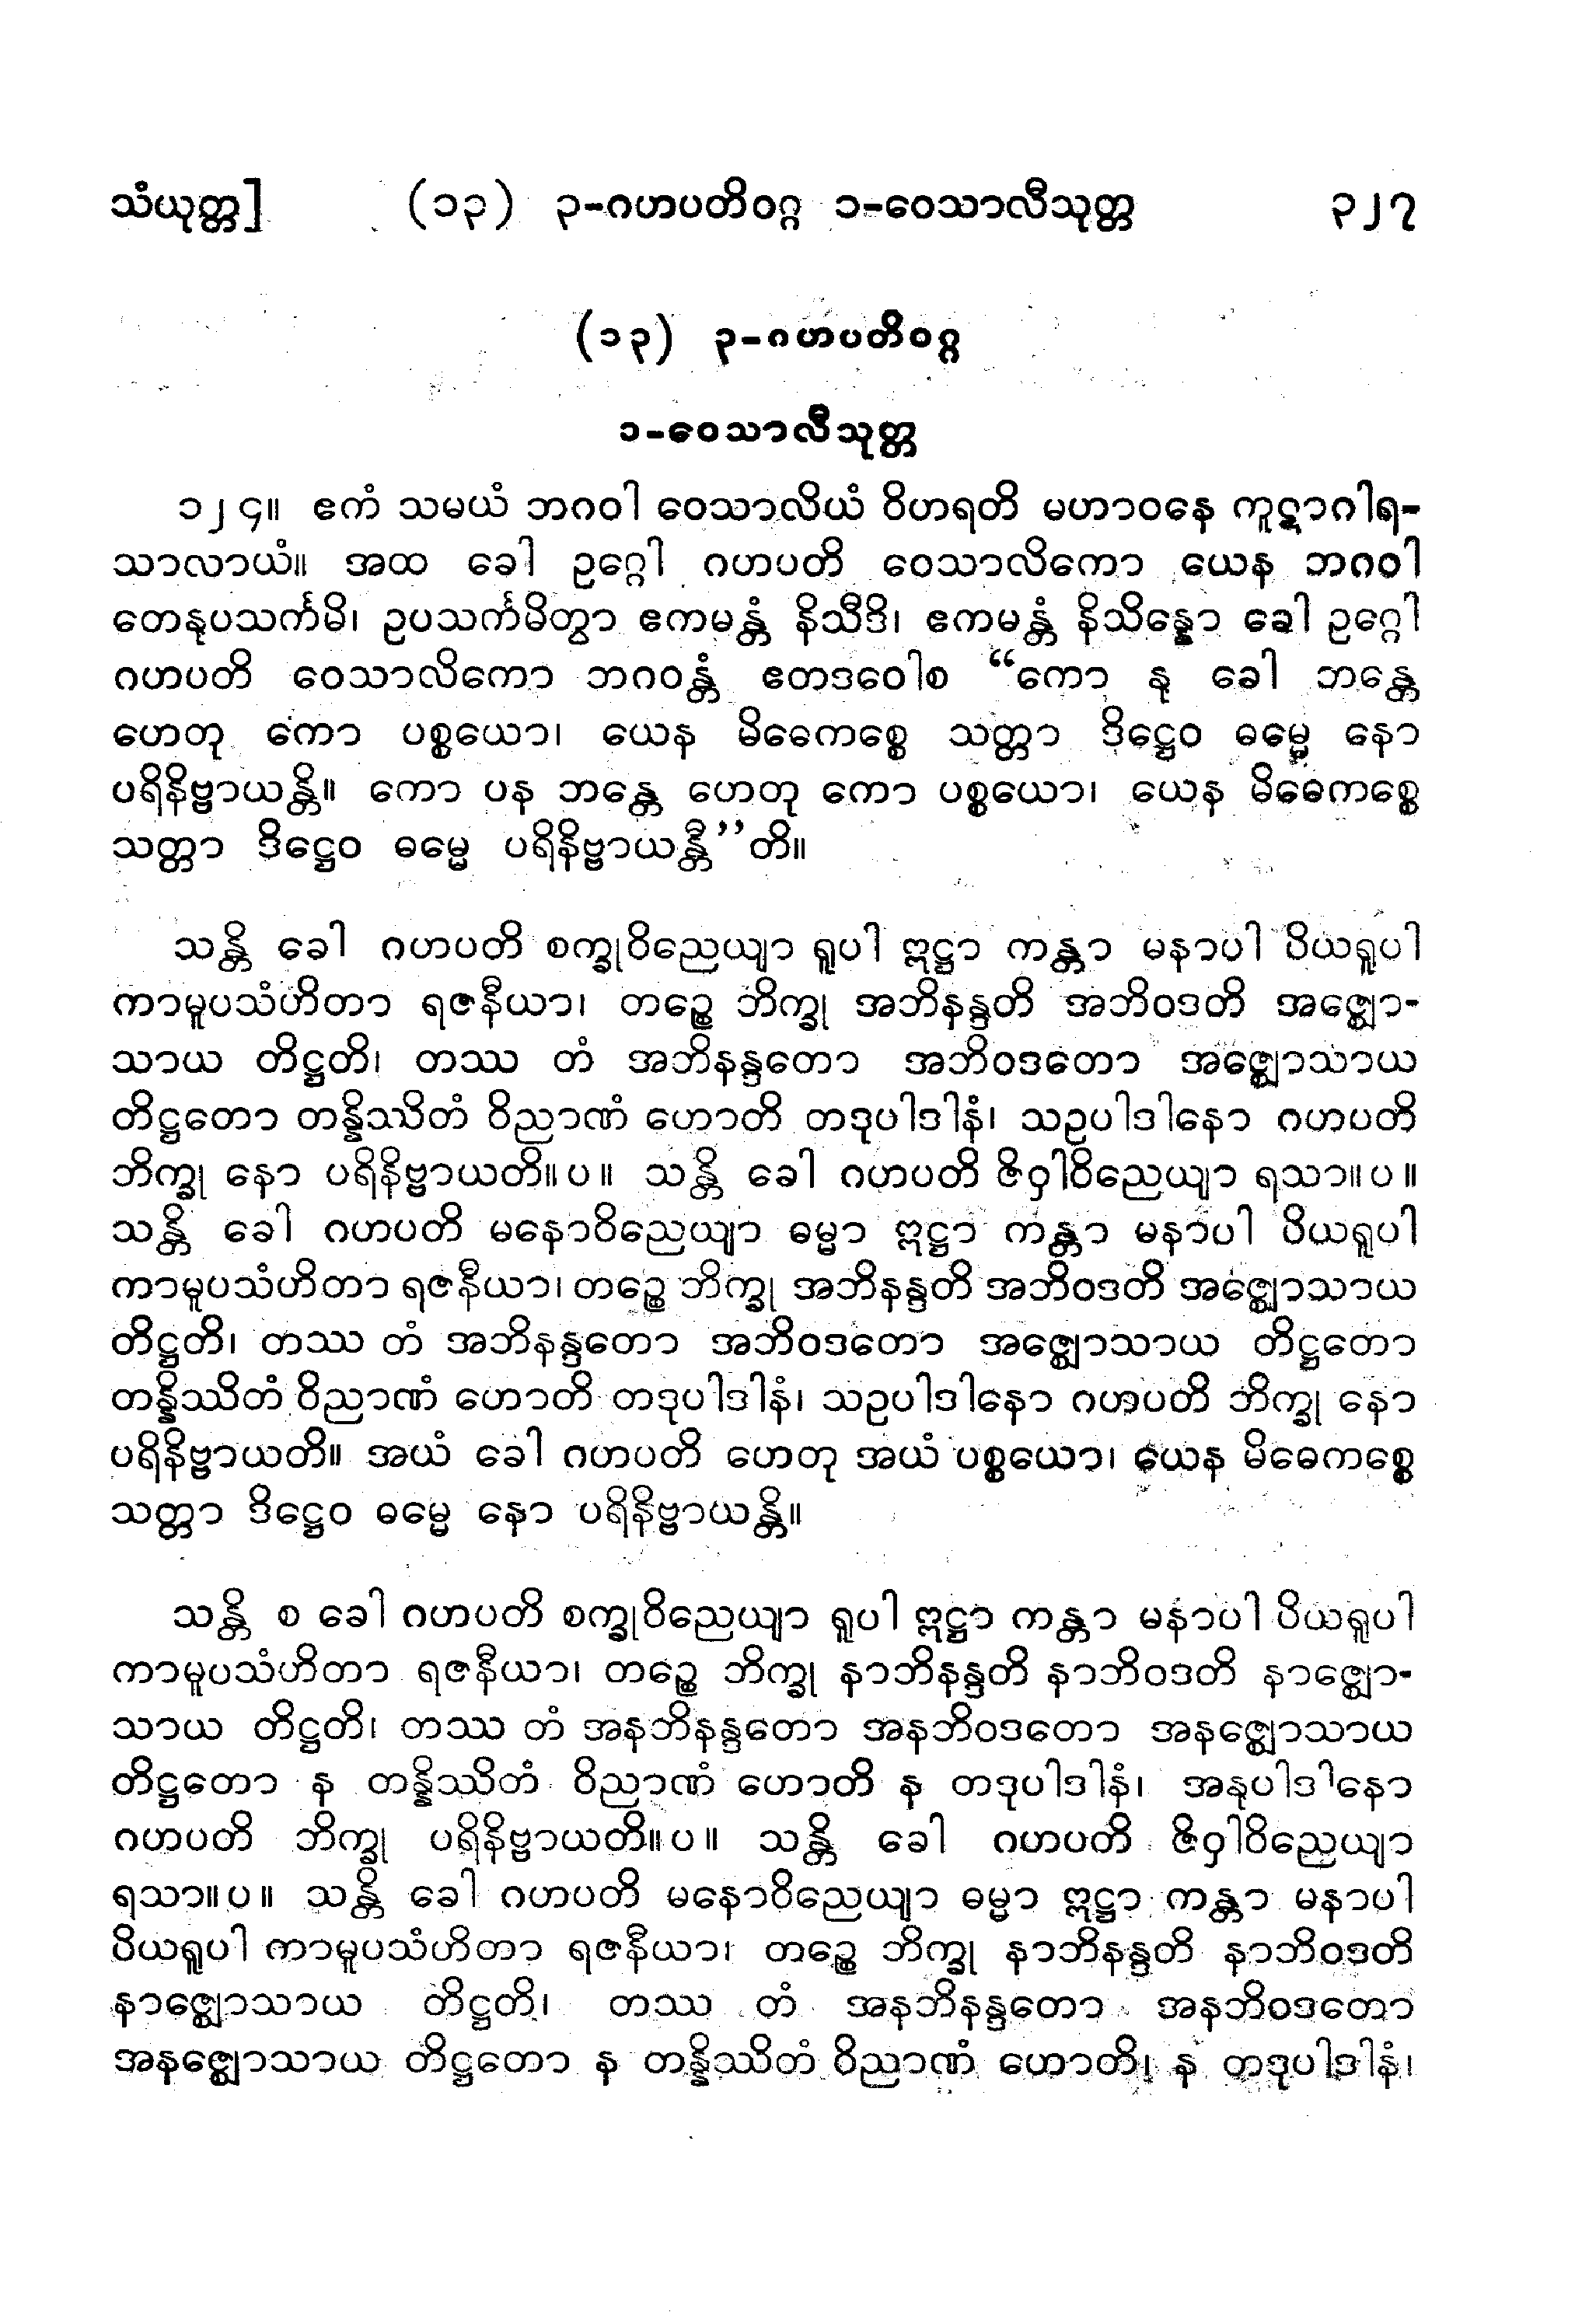 သံယုတ္တ] (၁၃) ၃-ဂဟပတိဝဂ္ဂ ၁-ဝေသာလီသုတ္တ ၃၂၇
(၁၃) ၃-ဂဟပတိဝဂ္ဂ
၁-ဝေသာလီသုတ္တ
၁၂၄။ ဧကံ သမယံ ဘဂဝါ ဝေသာလိယံ ဝိဟရတိ မဟာဝနေ ကူဋာဂါရ-
သာလာယံ။ အထ ခေါ ဥဂ္ဂေါ ဂဟပတိ ဝေသာလိကော ယေန ဘဂဝါ
တေနုပသင်္ကမိ၊ ဥပသင်္ကမိတွာ ဧကမန္တံ နိသီဒိ၊ ဧကမန္တံ နိသိန္နော ခေါ ဥဂ္ဂေါ
ဂဟပတိ ဝေသာလိကော ဘဂဝန္တံ ဧတဒဝေါစ “ကော နု ခေါ ဘန္တေ
ဟေတု ကော ပစ္စယော၊ ယေန မိဓေကစ္စေ သတ္တာ ဒိဋ္ဌေဝ ဓမ္မေ နော
ပရိနိဗ္ဗာယန္တိ။ ကော ပန ဘန္တေ ဟေတု ကော ပစ္စယော၊ ယေန မိဓေကစ္စေ
သတ္တာ ဒိဋ္ဌေဝ ဓမ္မေ ပရိနိဗ္ဗာယန္တီ”တိ။
သန္တိ ခေါ ဂဟပတိ စက္ခုဝိညေယျာ ရူပါ ဣဋ္ဌာ ကန္တာ မနာပါ ပိယရူပါ
ကာမူပသံဟိတာ ရဇနီယာ၊ တဉ္စေ ဘိက္ခု အဘိနန္ဒတိ အဘိဝဒတိ အဇ္ဈော-
သာယ တိဋ္ဌတိ၊ တဿ တံ အဘိနန္ဒတော အဘိဝဒတော အဇ္ဈောသာယ
တိဋ္ဌတော တန္နိဿိတံ ဝိညာဏံ ဟောတိ တဒုပါဒါနံ၊ သဥပါဒါနော ဂဟပတိ
ဘိက္ခု နော ပရိနိဗ္ဗာယတိ။ပ။ သန္တိ ခေါ ဂဟပတိ ဇိဝှါဝိညေယျာ ရသာ။ပ။
သန္တိ ခေါ ဂဟပတိ မနောဝိညေယျာ ဓမ္မာ ဣဋ္ဌာ ကန္တာ မနာပါ ပိယရူပါ
ကာမူပသံဟိတာ ရဇနီယာ၊ တဉ္စေ ဘိက္ခု အဘိနန္ဒတိ အဘိဝဒတိ အဇ္ဈောသာယ
တိဋ္ဌတိ၊ တဿ တံ အဘိနန္ဒတော အဘိဝဒတော အဇ္ဈောသာယ တိဋ္ဌတော
တန္နိဿိတံ ဝိညာဏံ ဟောတိ တဒုပါဒါနံ၊ သဥပါဒါနော ဂဟပတိ ဘိက္ခု နော
ပရိနိဗ္ဗာယတိ။ အယံ ခေါ ဂဟပတိ ဟေတု အယံ ပစ္စယော၊ ယေန မိဓေကစ္စေ
သတ္တာ ဒိဋ္ဌေဝ ဓမ္မေ နော ပရိနိဗ္ဗာယန္တိ။
သန္တိ စ ခေါ ဂဟပတိ စက္ခုဝိညေယျာ ရူပါ ဣဋ္ဌာ ကန္တာ မနာပါ ပိယရူပါ
ကာမူပသံဟိတာ ရဇနီယာ၊ တဉ္စေ ဘိက္ခု နာဘိနန္ဒတိ နာဘိဝဒတိ နာဇ္ဈော-
သာယ တိဋ္ဌတိ၊ တဿ တံ အနဘိနန္ဒတော အနဘိဝဒတော အနဇ္ဈောသာယ
တိဋ္ဌတော န တန္နိဿိတံ ဝိညာဏံ ဟောတိ န တဒုပါဒါနံ၊ အနုပါဒါနော
ဂဟပတိ ဘိက္ခု ပရိနိဗ္ဗာယတိ။ပ။ သန္တိ ခေါ ဂဟပတိ ဇိဝှါဝိညေယျာ
ရသာ။ပ။ သန္တိ ခေါ ဂဟပတိ မနောဝိညေယျာ ဓမ္မာ ဣဋ္ဌာ ကန္တာ မနာပါ
ပိယရူပါ ကာမူပသံဟိတာ ရဇနီယာ၊ တဉ္စေ ဘိက္ခု နာဘိနန္ဒတိ နာဘိဝဒတိ
နာဇ္ဈောသာယ တိဋ္ဌတိ၊ တဿ တံ အနဘိနန္ဒတော အနဘိဝဒတော
အနဇ္ဈောသာယ တိဋ္ဌတော န တန္နိဿိတံ ဝိညာဏံ ဟောတိ၊ န တဒုပါဒါနံ၊